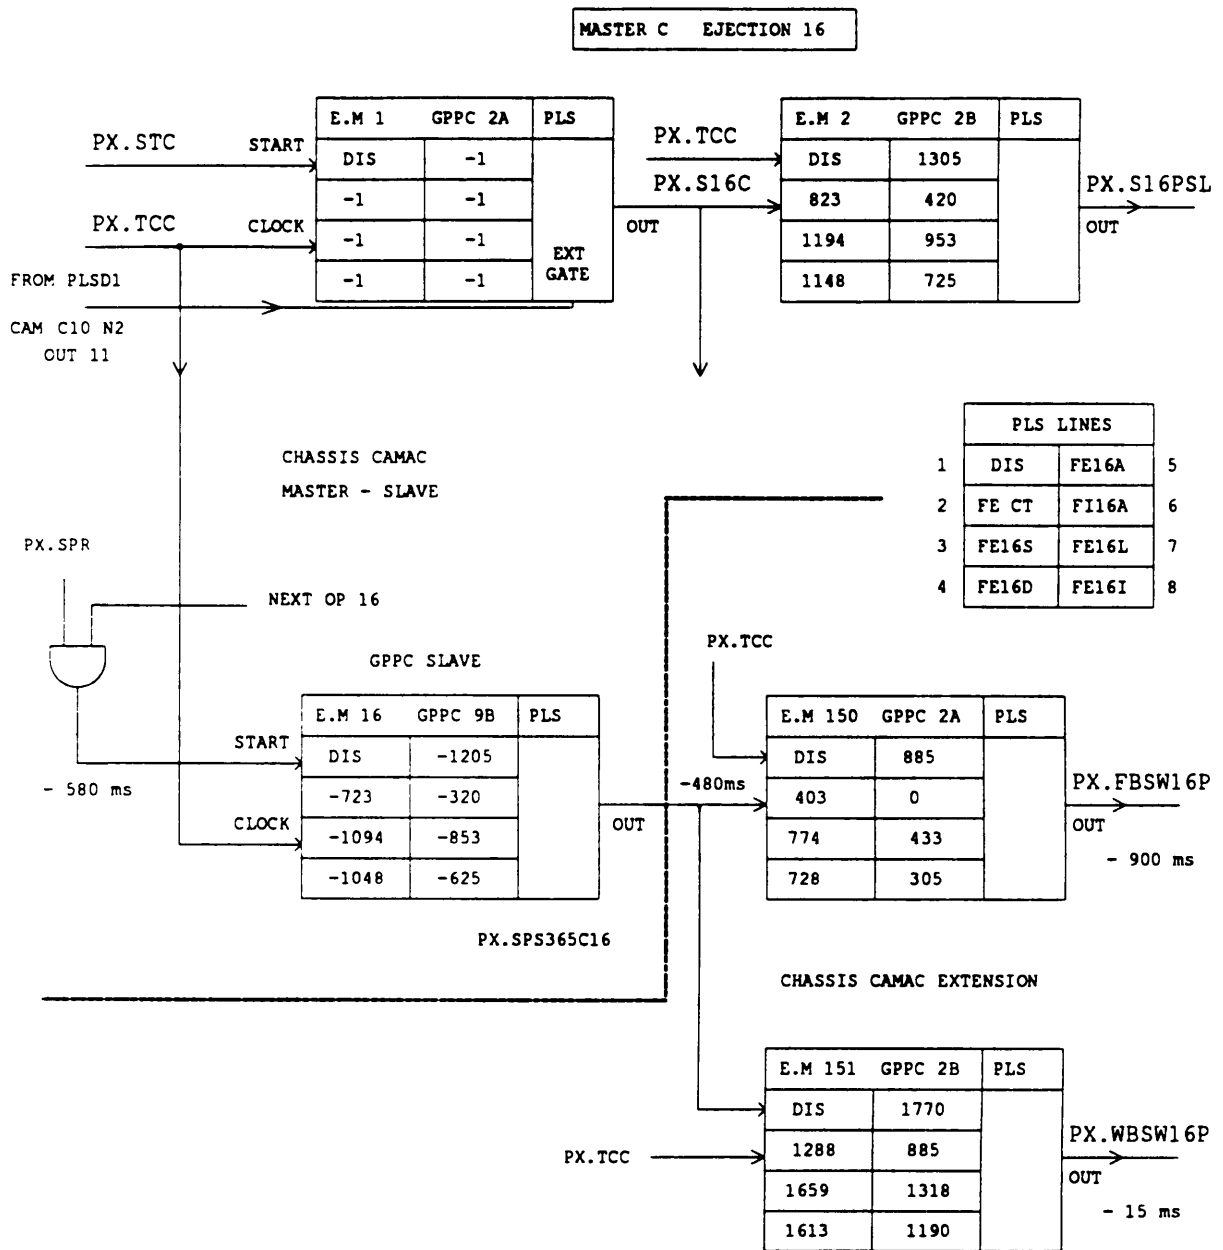 MASTER C EJECTION 16
E.M 1 GPPC 2A PLS
DIS -1
-1 -1
-1 -1
-1 -1
EXT
GATE
PX.STC START
PX.TCC CLOCK
FROM PLSD1
CAM C10 N2
OUT 11
OUT
PX.TCC
PX.S16C
E.M 2 GPPC 2B PLS
DIS 1305
823 420
1194 953
1148 725
PX.S16PSL
OUT
CHASSIS CAMAC
MASTER - SLAVE
PLS LINES
1 DIS FE16A 5
2 FE CT FI16A 6
3 FE16S FE16L 7
4 FE16D FE16I 8
PX.SPR
NEXT OP 16
GPPC SLAVE
START
- 580 ms
CLOCK
E.M 16 GPPC 9B PLS
DIS -1205
-723 -320
-1094 -853
-1048 -625
OUT
PX.SPS365C16
PX.TCC
-480ms
E.M 150 GPPC 2A PLS
DIS 885
403 0
774 433
728 305
PX.FBSW16P
OUT
- 900 ms
CHASSIS CAMAC EXTENSION
PX.TCC
E.M 151 GPPC 2B PLS
DIS 1770
1288 885
1659 1318
1613 1190
PX.WBSW16P
OUT
- 15 ms